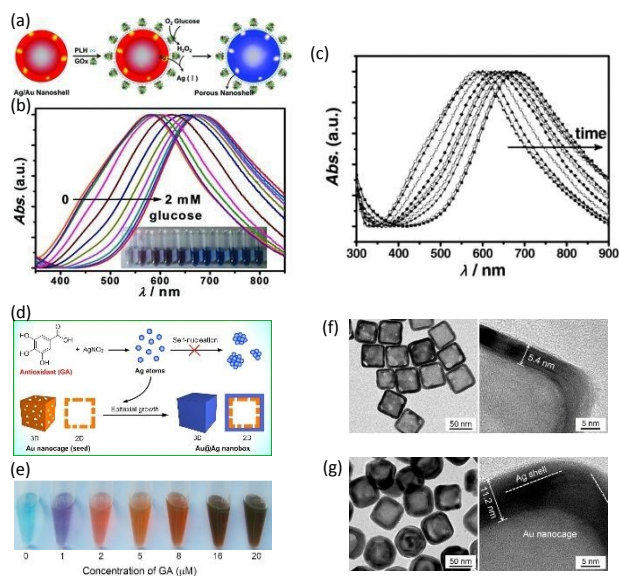 (a)
O₂ Glucose
PLH
GOx
H₂O₂
Ag (I)
Ag/Au Nanoshell
Porous Nanoshell
(b)
Abs. (a.u.)
0
2 mM
glucose
500 600 700 800
λ / nm
(c)
Abs. (a.u.)
time
300 400 500 600 700 800 900
λ / nm
(d)
HO
O
OH
HO
OH
+ AgNO₃
Self-nucleation
Antioxidant (GA)
Ag atoms
Epitaxial growth
3D 2D
3D 2D
Au nanocage (seed)
Au@Ag nanobox
(e)
0 1 2 5 8 16 20
Concentration of GA (μM)
(f)
5.4 nm
50 nm
5 nm
(g)
Ag shell
11.2 nm
Au nanocage
50 nm
5 nm